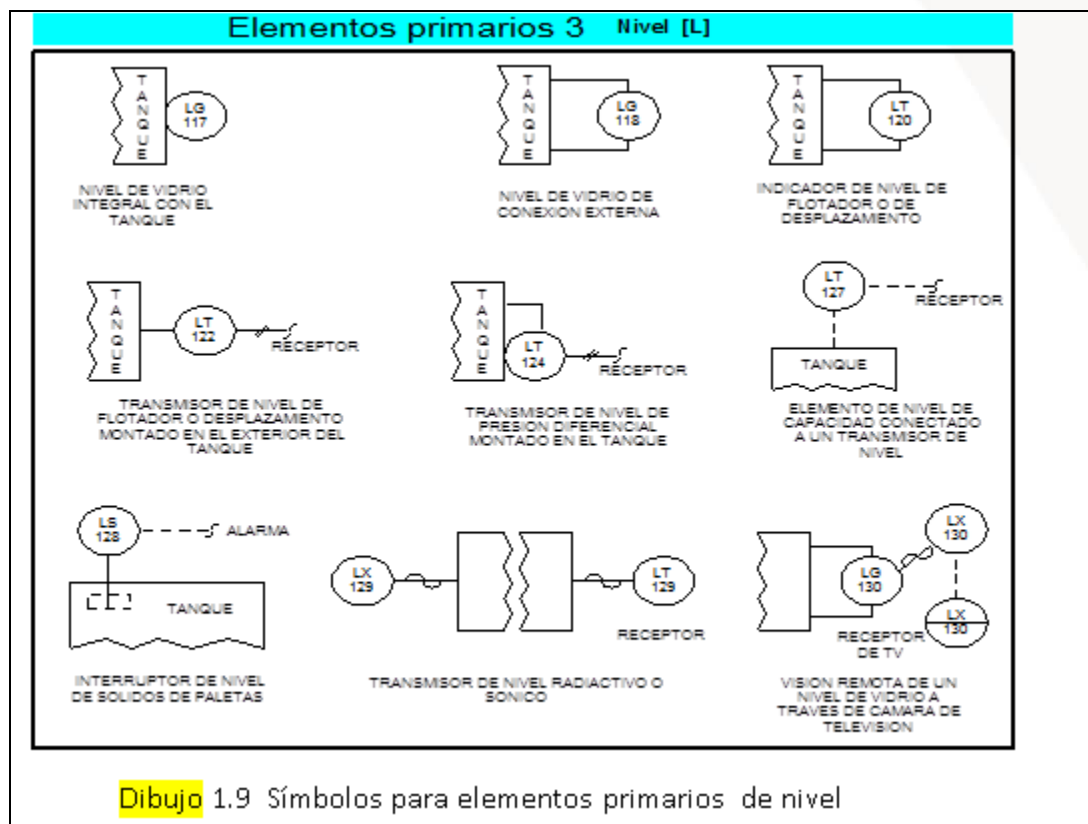 Elementos primarios 3 Nivel [L]
TANQUE
LG
117
NIVEL DE VIDRIO
INTEGRAL CON EL
TANQUE
TANQUE
LG
118
NIVEL DE VIDRIO DE
CONEXION EXTERNA
TANQUE
LT
120
INDICADOR DE NIVEL DE
FLOTADOR O DE
DESPLAZAMIENTO
TANQUE
LT
122
RECEPTOR
TRANSMISOR DE NIVEL DE
FLOTADOR O DESPLAZAMIENTO
MONTADO EN EL EXTERIOR DEL
TANQUE
TANQUE
LT
124
RECEPTOR
TRANSMISOR DE NIVEL DE
PRESION DIFERENCIAL
MONTADO EN EL TANQUE
LT
127
RECEPTOR
TANQUE
ELEMENTO DE NIVEL DE
CAPACIDAD CONECTADO
A UN TRANSMISOR DE
NIVEL
LS
128
ALARMA
TANQUE
INTERRUPTOR DE NIVEL
DE SOLIDOS DE PALETAS
LX
129
LT
129
RECEPTOR
TRANSMISOR DE NIVEL RADIACTIVO O
SONICO
LG
130
LX
130
LX
130
RECEPTOR
DE TV
VISION REMOTA DE UN
NIVEL DE VIDRIO A
TRAVES DE CAMARA DE
TELEVISION
Dibujo 1.9 Símbolos para elementos primarios de nivel